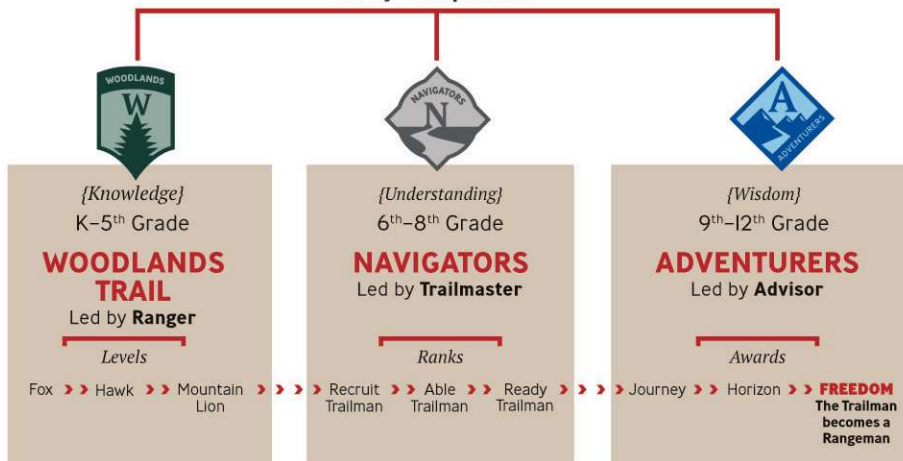 WOODLANDS
W
NAVIGATORS
N
A
ADVENTURERS
{Knowledge}
K–5th Grade
WOODLANDS
TRAIL
Led by Ranger
Levels
Fox >> Hawk >> Mountain
Lion
{Understanding}
6th–8th Grade
NAVIGATORS
Led by Trailmaster
Ranks
> > > > Recruit
Trailman
>> Able
Trailman
>> Ready
Trailman
{Wisdom}
9th–12th Grade
ADVENTURERS
Led by Advisor
Awards
> > > > Journey >> Horizon >> FREEDOM
The Trailman
becomes a
Rangeman